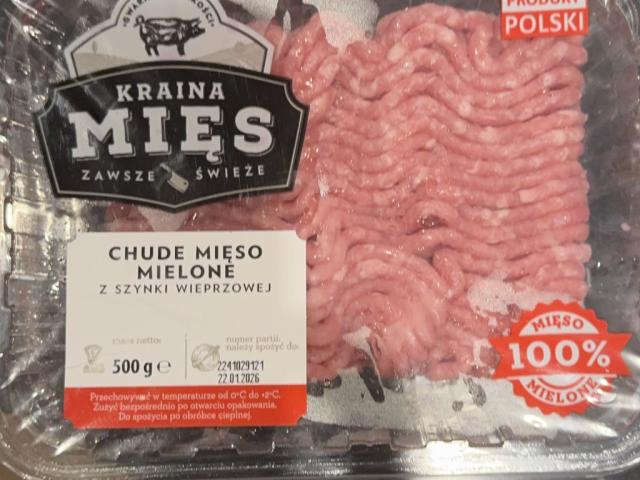 PRODUKT
POLSKI
KRAINA
MIĘS
ZAWSZE ŚWIEŻE
CHUDE MIĘSO
MIELONE
Z SZYNKI WIEPRZOWEJ
masa netto:
500 g e
numer partii:
należy spożyć do:
2241029121
22.01.2026
Przechowywać w temperaturze od 0°C do +2°C.
Zużyć bezpośrednio po otwarciu opakowania.
Do spożycia po obróbce cieplnej.
MIĘSO
100%
MIELONE